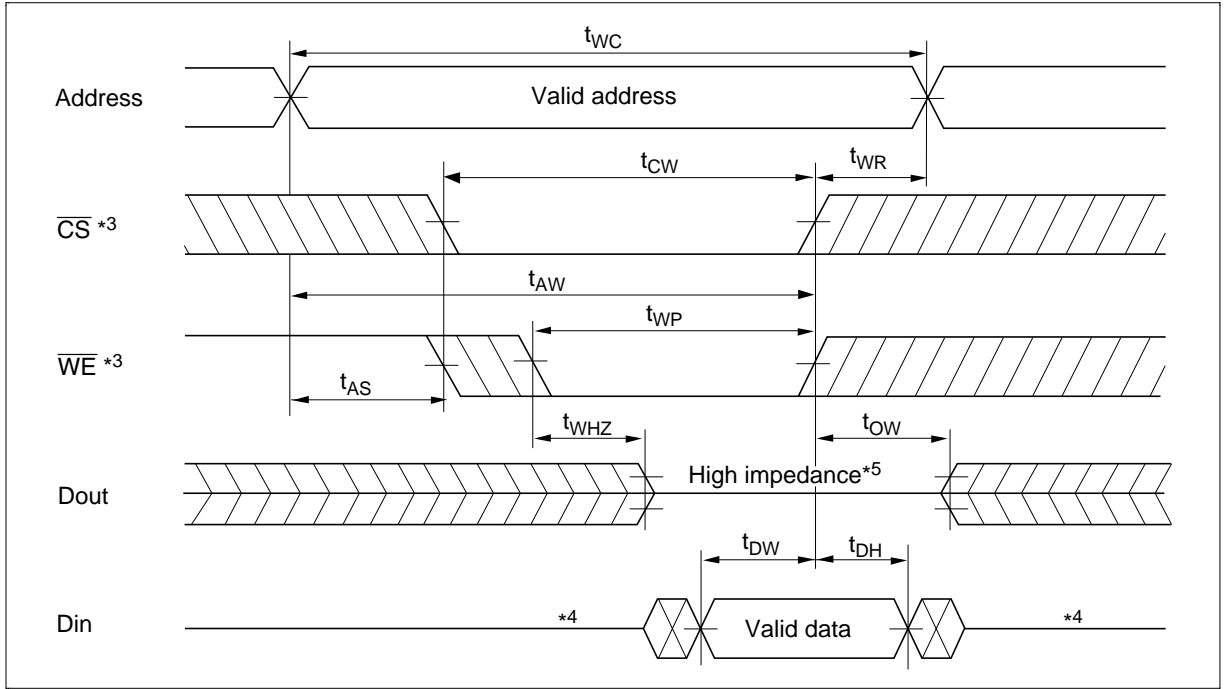 tWC
Address
Valid address
tCW
tWR
CS *3
tAW
tWP
WE *3
tAS
tWHZ
tOW
High impedance*5
Dout
tDW
tDH
Din
*4
Valid data
*4